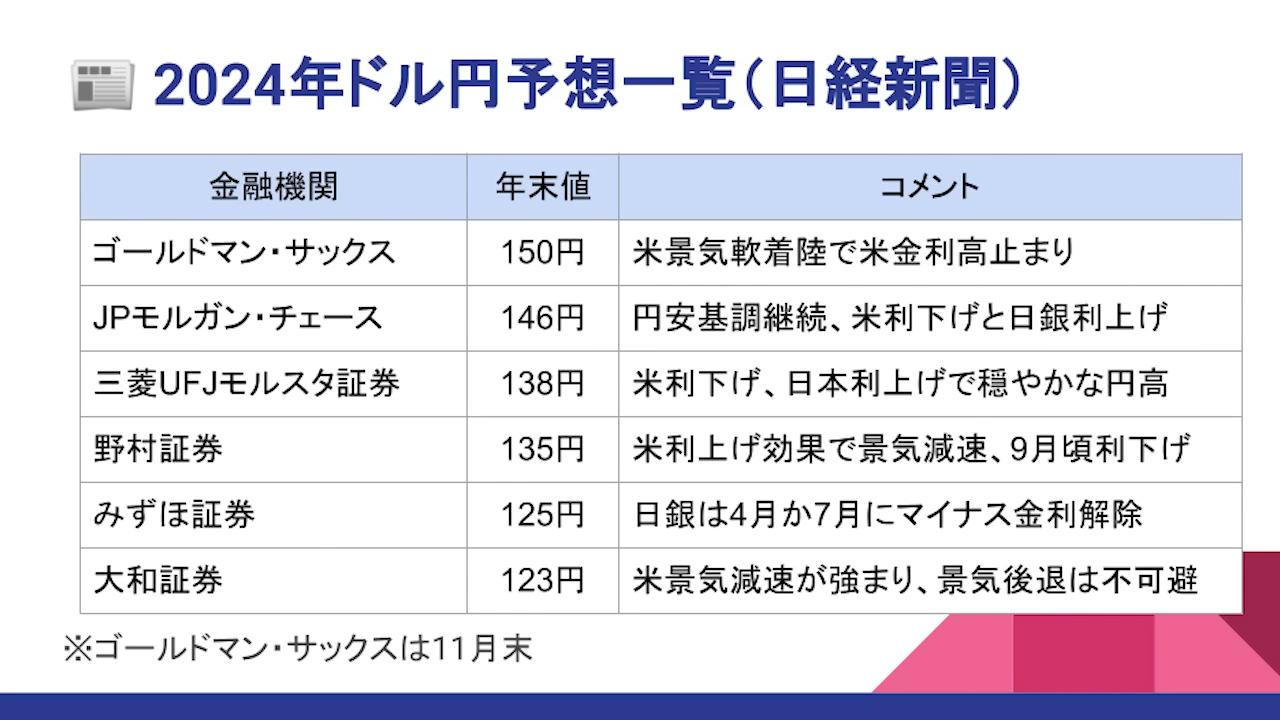 2024年ドル円予想一覧（日経新聞）
金融機関 年末値 コメント
ゴールドマン・サックス 150円 米景気軟着陸で米金利高止まり
JPモルガン・チェース 146円 円安基調継続、米利下げと日銀利上げ
三菱UFJモルスタ証券 138円 米利下げ、日本利上げで穏やかな円高
野村証券 135円 米利上げ効果で景気減速、9月頃利下げ
みずほ証券 125円 日銀は4月か7月にマイナス金利解除
大和証券 123円 米景気減速が強まり、景気後退は不可避
※ゴールドマン・サックスは11月末